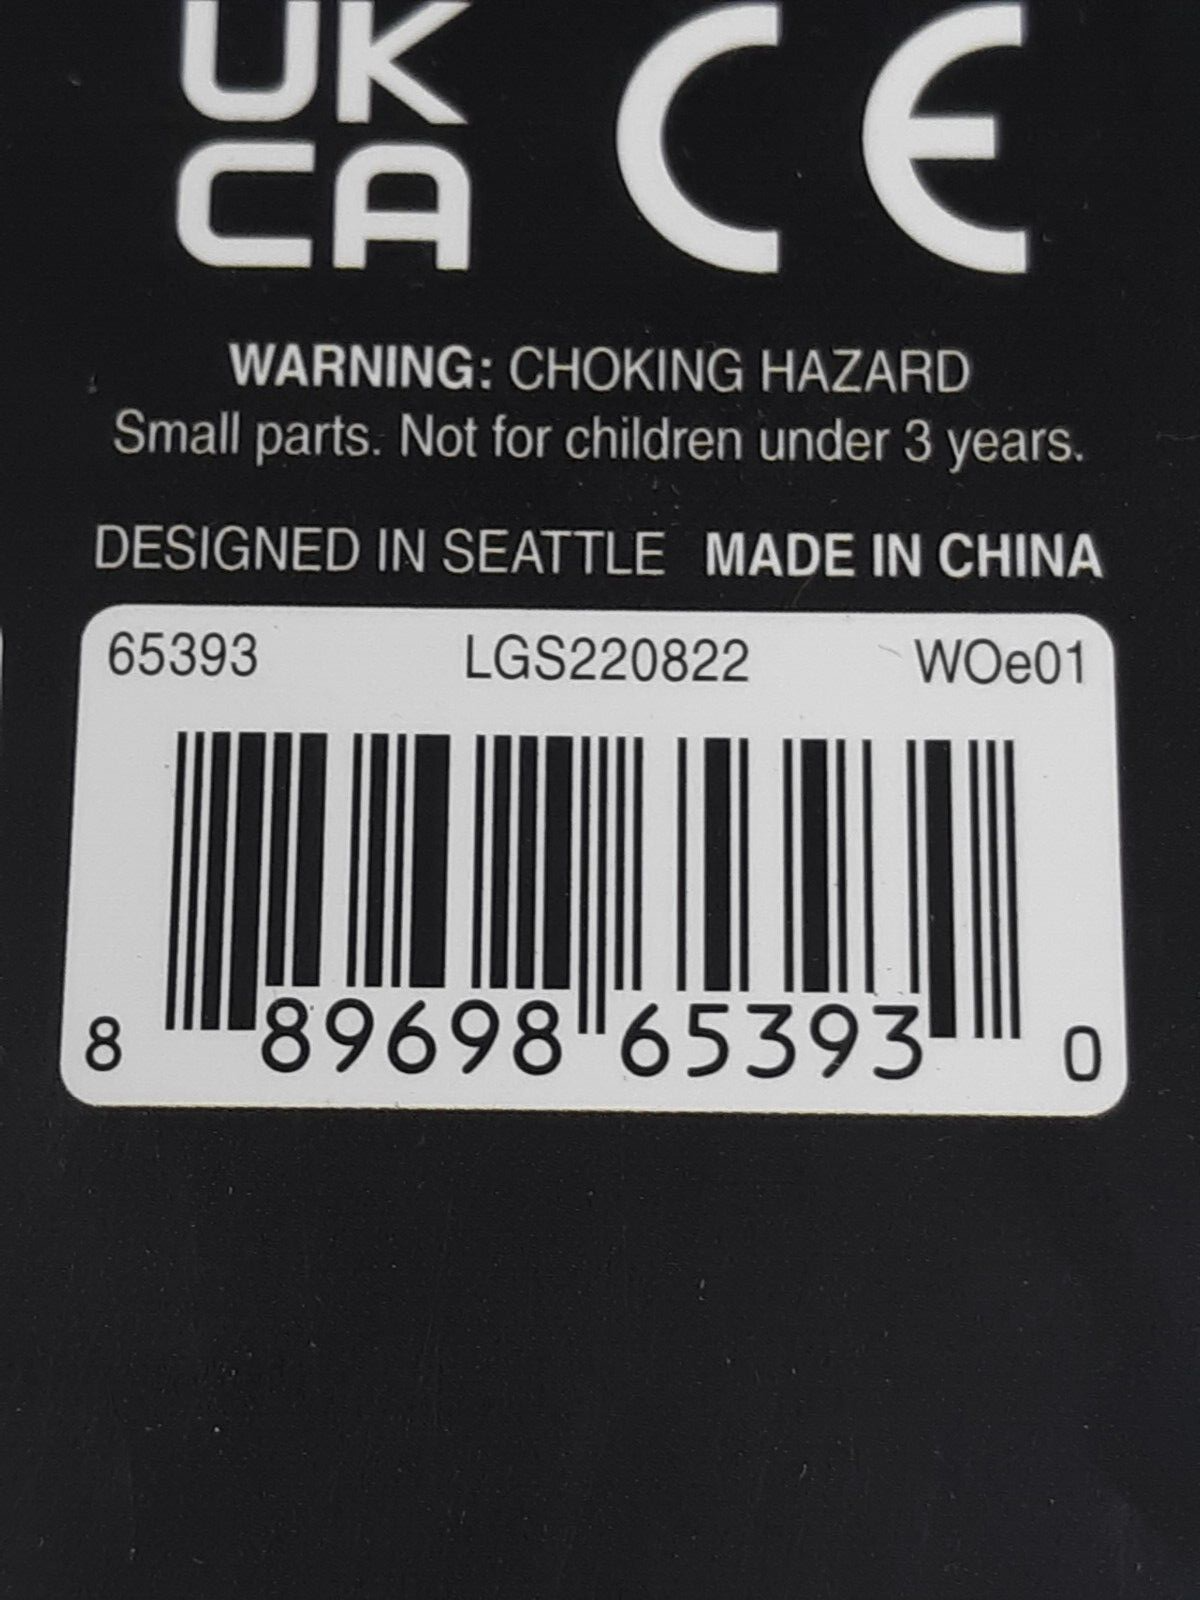 UK
CA
CE
WARNING: CHOKING HAZARD
Small parts. Not for children under 3 years.
DESIGNED IN SEATTLE MADE IN CHINA
65393 LGS220822 WOe01
8 89698 65393 0